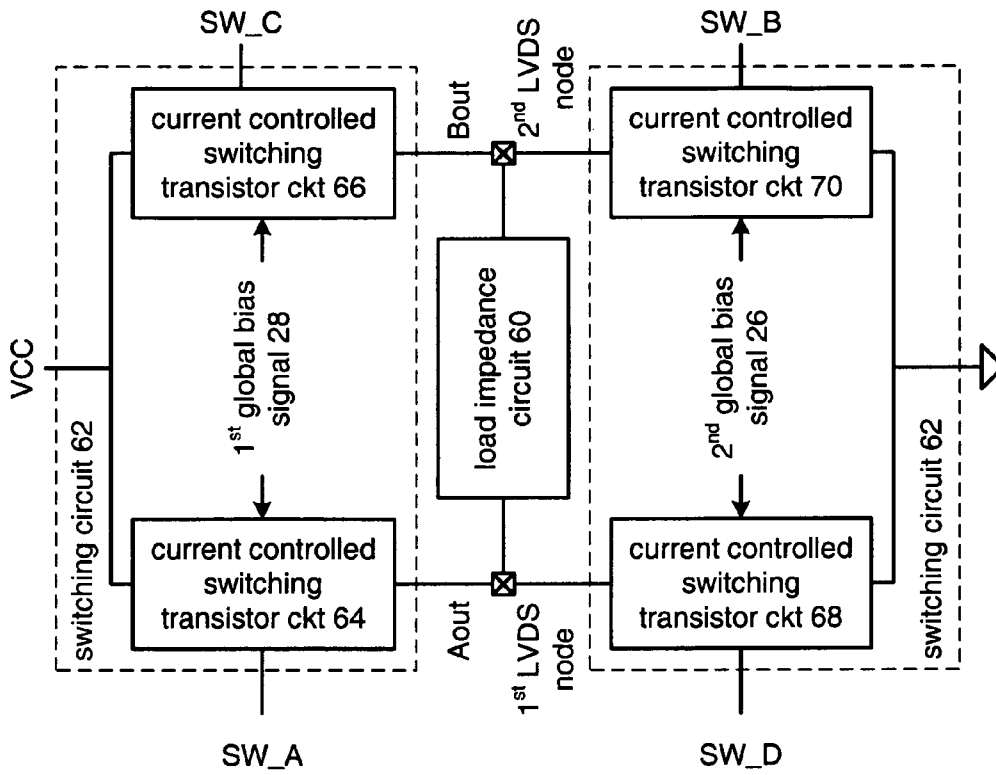 SW_C
SW_B
current controlled
switching
transistor ckt 66
Bout
2nd LVDS
node
current controlled
switching
transistor ckt 70
VCC
1st global bias
signal 28
load impedance
circuit 60
2nd global bias
signal 26
switching circuit 62
current controlled
switching
transistor ckt 64
Aout
1st LVDS
node
current controlled
switching
transistor ckt 68
switching circuit 62
SW_A
SW_D